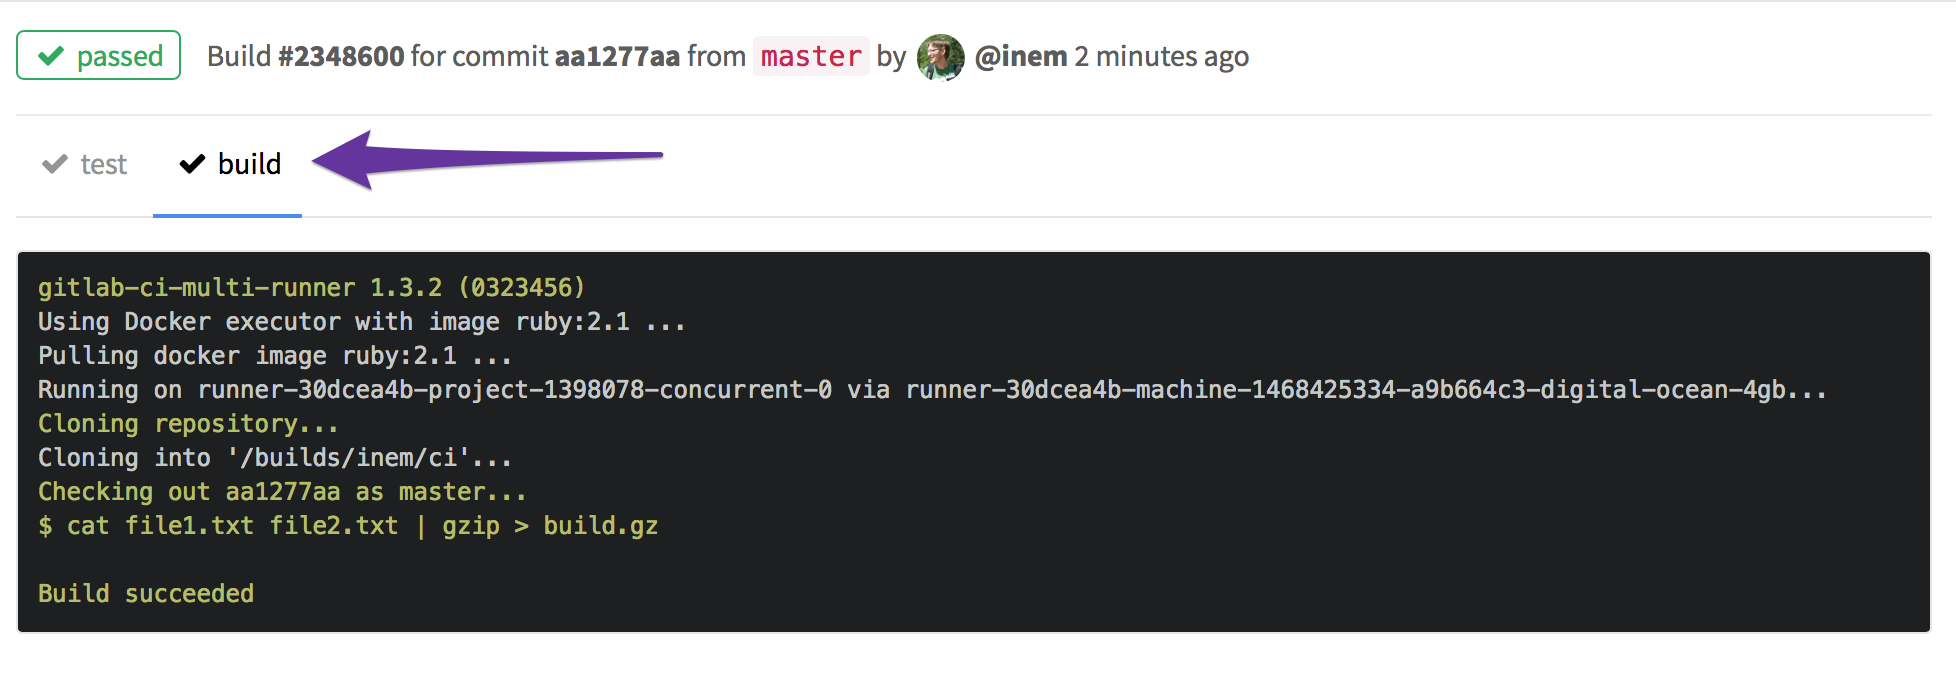 passed Build #2348600 for commit aa1277aa from master by @inem 2 minutes ago
test build
gitlab-ci-multi-runner 1.3.2 (0323456)
Using Docker executor with image ruby:2.1 ...
Pulling docker image ruby:2.1 ...
Running on runner-30dcea4b-project-1398078-concurrent-0 via runner-30dcea4b-machine-1468425334-a9b664c3-digital-ocean-4gb...
Cloning repository...
Cloning into '/builds/inem/ci'...
Checking out aa1277aa as master...
$ cat file1.txt file2.txt | gzip > build.gz
Build succeeded